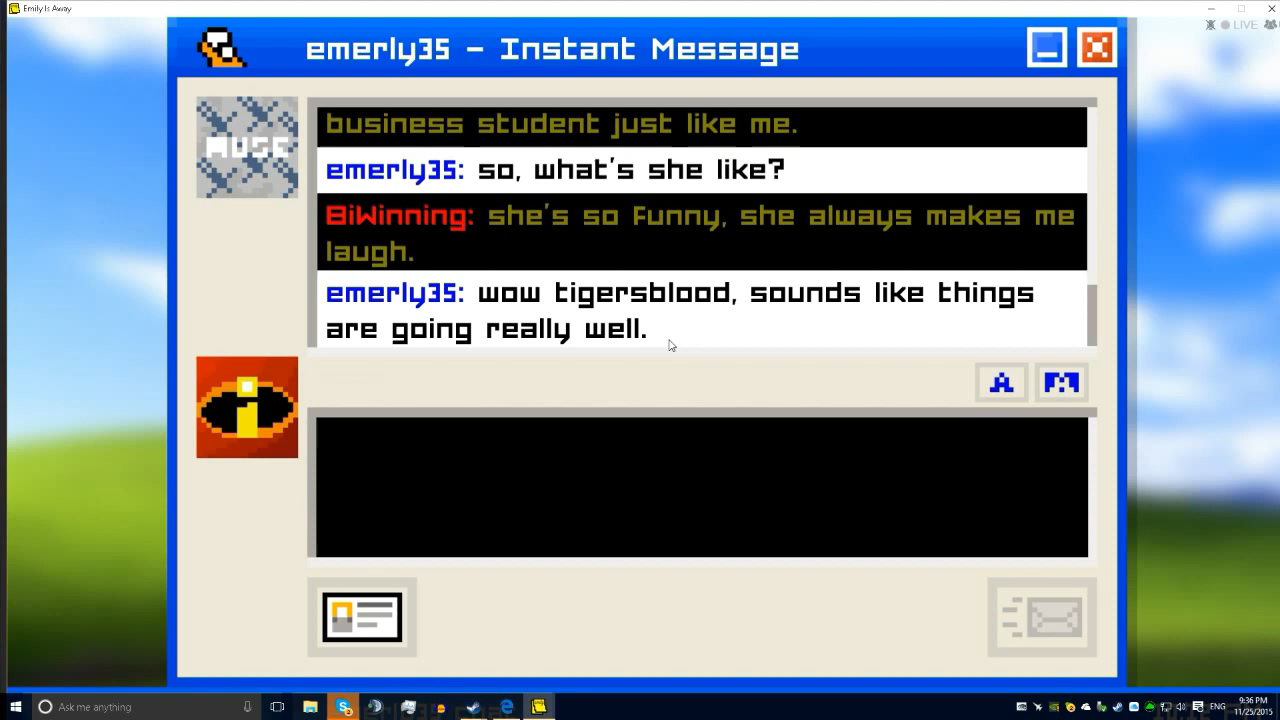 Emily Is Away
LIVE
emerly35 - Instant Message
MUSE
business student just like me.
emerly35: so, what's she like?
BiWinning: she's so funny, she always makes me
laugh.
emerly35: wow tigersblood, sounds like things
are going really well.
A
Ask me anything
ENG
9:36 PM
11/25/2015